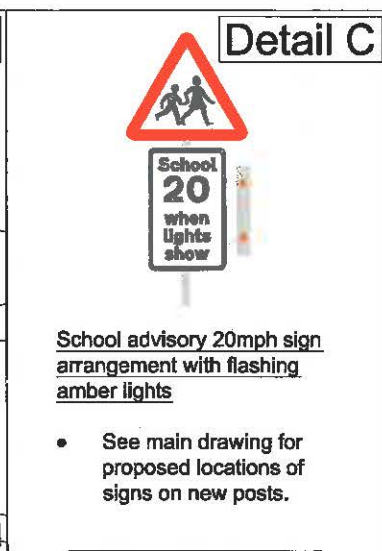 Detail C
School
20
when
lights
show
School advisory 20mph sign
arrangement with flashing
amber lights
• See main drawing for
proposed locations of
signs on new posts.